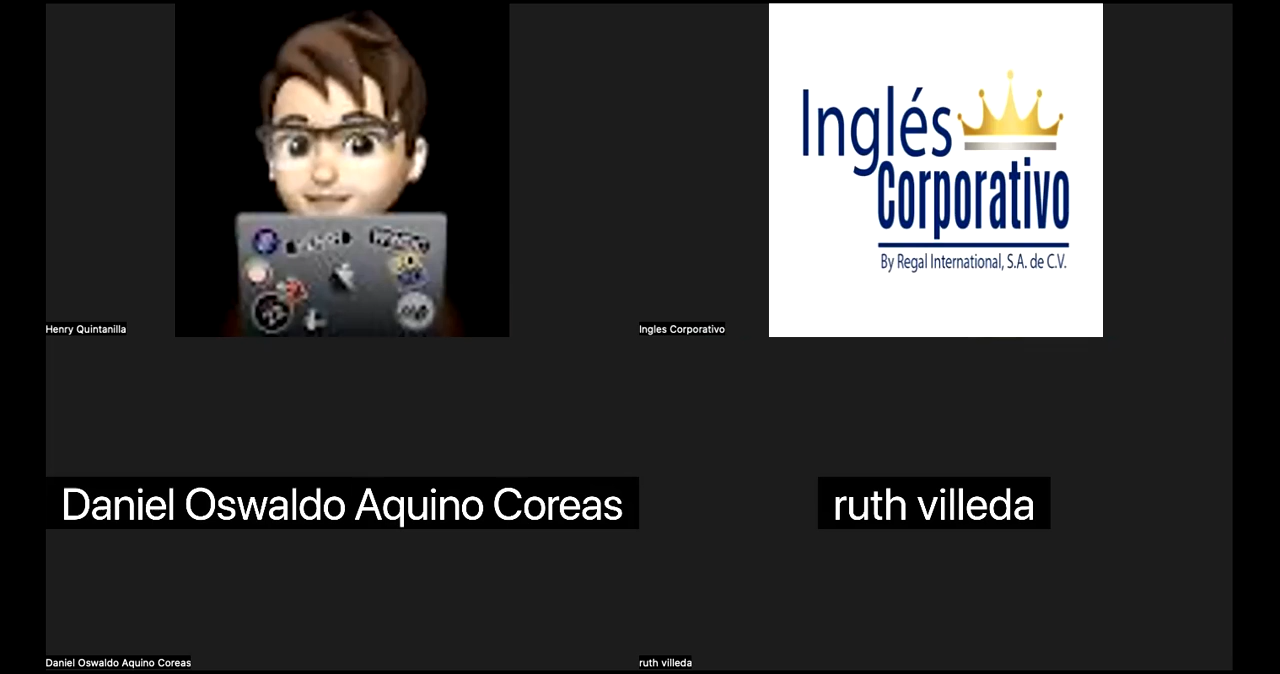 Inglés
Corporativo
By Regal International, S.A. de C.V.
Henry Quintanilla
Ingles Corporativo
Daniel Oswaldo Aquino Coreas
ruth villeda
Daniel Oswaldo Aquino Coreas
ruth villeda